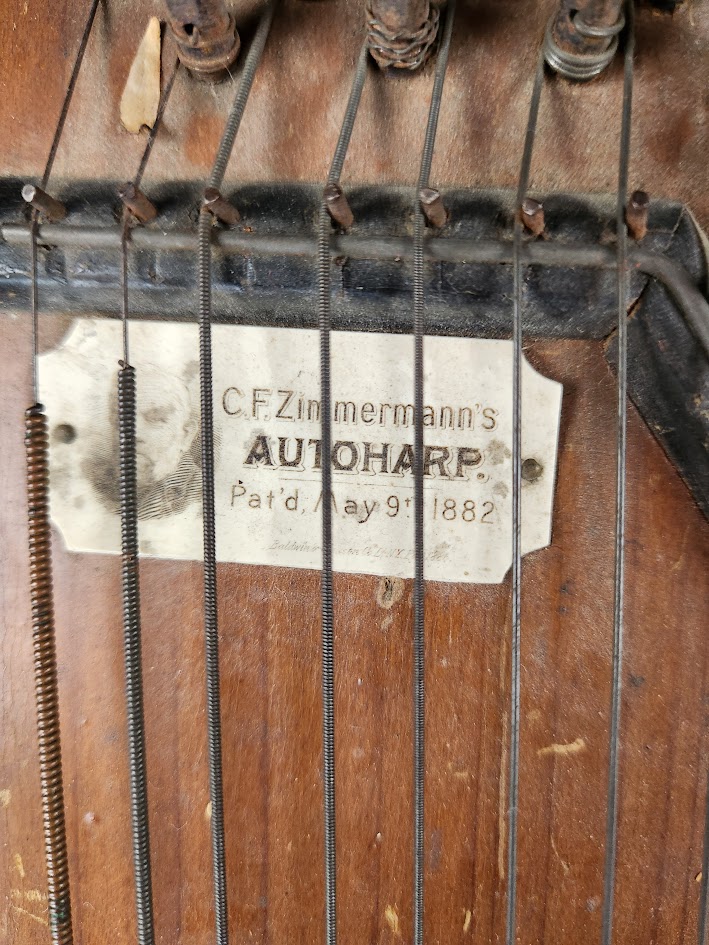 C.F. Zimmermann's
AUTOHARP.
Pat'd, May 9th 1882